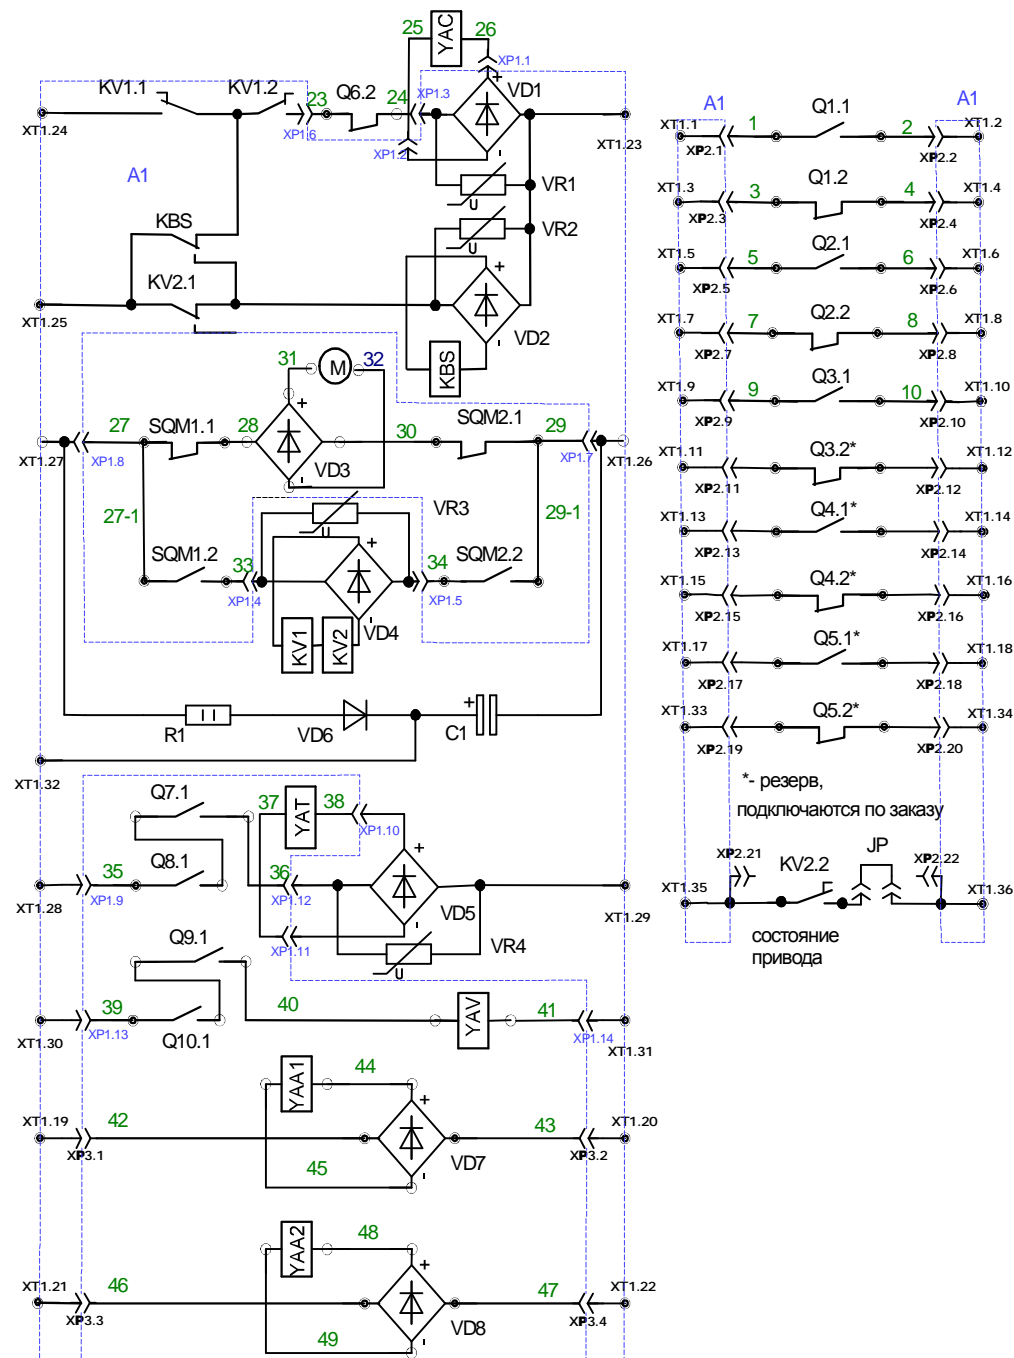 25
YAC
26
XP1.1
KV1.1
KV1.2
23
Q6.2
24
XP1.3
+
VD1
XT1.24
XP1.6
XP1.2
-
XT1.23
A1
VR1
U
KBS
VR2
U
KV2.1
+
XT1.25
VD2
-
KBS
31
M
32
27
SQM1.1
28
+
30
SQM2.1
29
XT1.27
XP1.8
VD3
XP1.7
XT1.26
-
27-1
VR3
29-1
U
SQM1.2
33
+
34
SQM2.2
XP1.4
XP1.5
KV1
KV2
VD4
-
R1
VD6
+
C1
XT1.32
Q7.1
37
YAT
38
XP1.10
35
Q8.1
36
+
XT1.28
XP1.9
XP1.12
VD5
XT1.29
-
XP1.11
VR4
U
Q9.1
39
40
YAV
41
XT1.30
XP1.13
Q10.1
XP1.14
XT1.31
YAA1
44
+
XT1.19
42
43
XT1.20
XP3.1
45
VD7
XP3.2
-
YAA2
48
+
XT1.21
46
47
XT1.22
XP3.3
49
VD8
XP3.4
-
A1
Q1.1
A1
XT1.1
1
2
XT1.2
XP2.1
XP2.2
XT1.3
Q1.2
XT1.4
3
4
XP2.3
XP2.4
XT1.5
Q2.1
XT1.6
5
6
XP2.5
XP2.6
XT1.7
Q2.2
XT1.8
7
8
XP2.7
XP2.8
XT1.9
Q3.1
XT1.10
9
10
XP2.9
XP2.10
XT1.11
Q3.2*
XT1.12
XP2.11
XP2.12
XT1.13
Q4.1*
XT1.14
XP2.13
XP2.14
XT1.15
Q4.2*
XT1.16
XP2.15
XP2.16
XT1.17
Q5.1*
XT1.18
XP2.17
XP2.18
XT1.33
Q5.2*
XT1.34
XP2.19
XP2.20
*- резерв,
подключаются по заказу
XP2.21
KV2.2
JP
XP2.22
XT1.35
XT1.36
состояние
привода